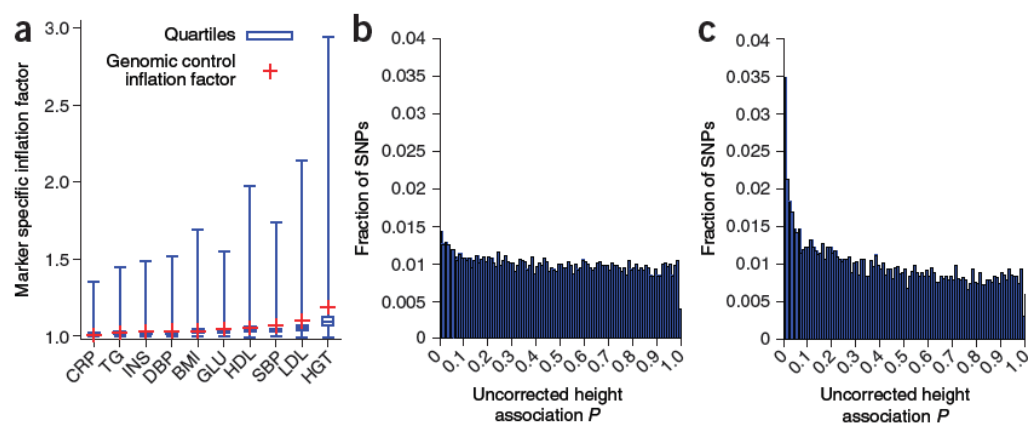 a
3.0
2.5
2.0
1.5
1.0
Marker specific inflation factor
Quartiles
Genomic control
inflation factor
CRP
TG
INS
DBP
BMI
GLU
HDL
SBP
LDL
HGT
b
0.04
0.035
0.03
0.025
0.02
0.015
0.01
0.005
0
Fraction of SNPs
0
0.1
0.2
0.3
0.4
0.5
0.6
0.7
0.8
0.9
1.0
Uncorrected height
association P
c
0.04
0.035
0.03
0.025
0.02
0.015
0.01
0.005
0
Fraction of SNPs
0
0.1
0.2
0.3
0.4
0.5
0.6
0.7
0.8
0.9
1.0
Uncorrected height
association P